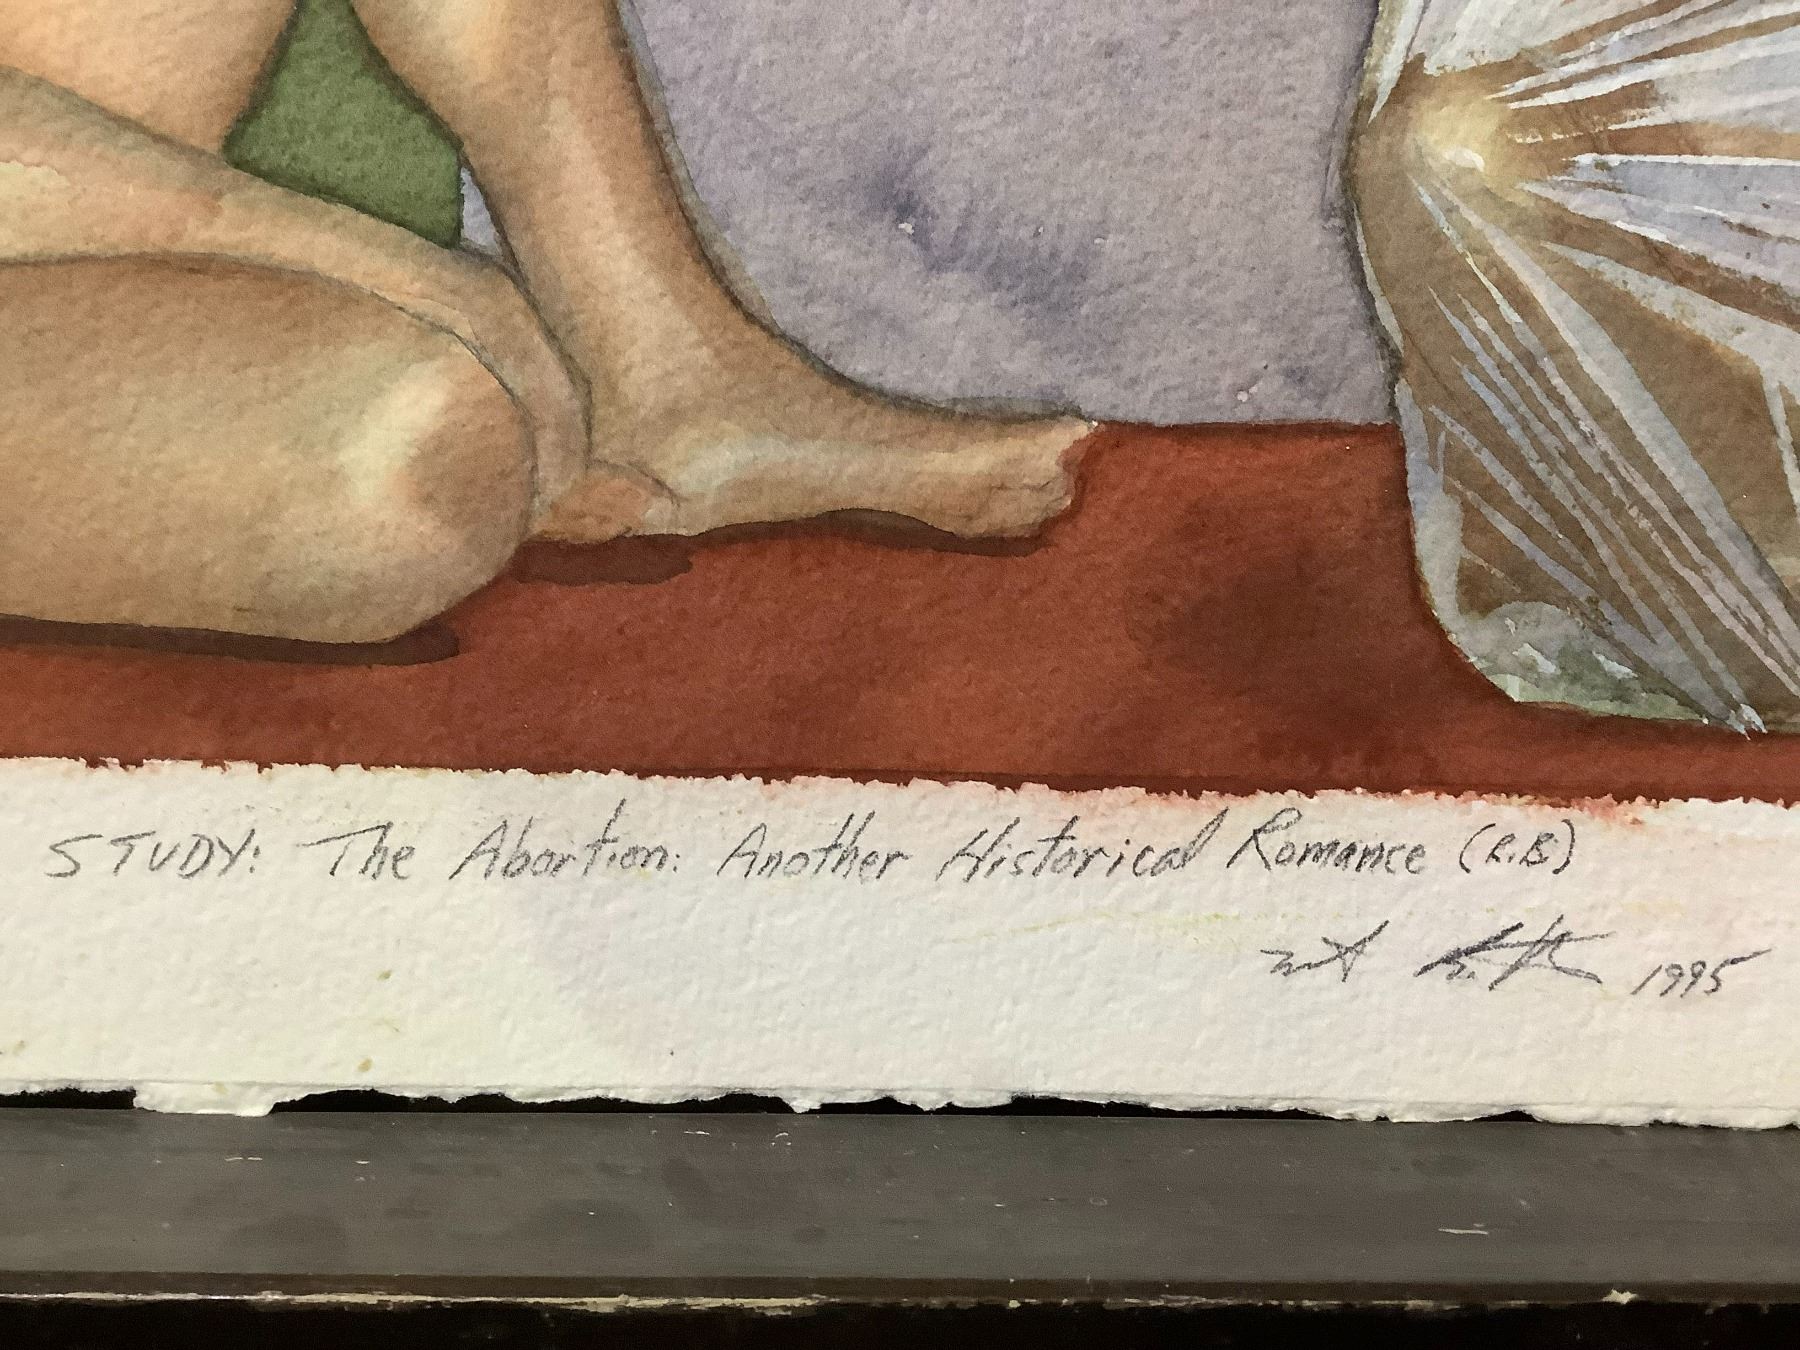 STUDY: The Abortion: Another Historical Romance (R.B.)
1995